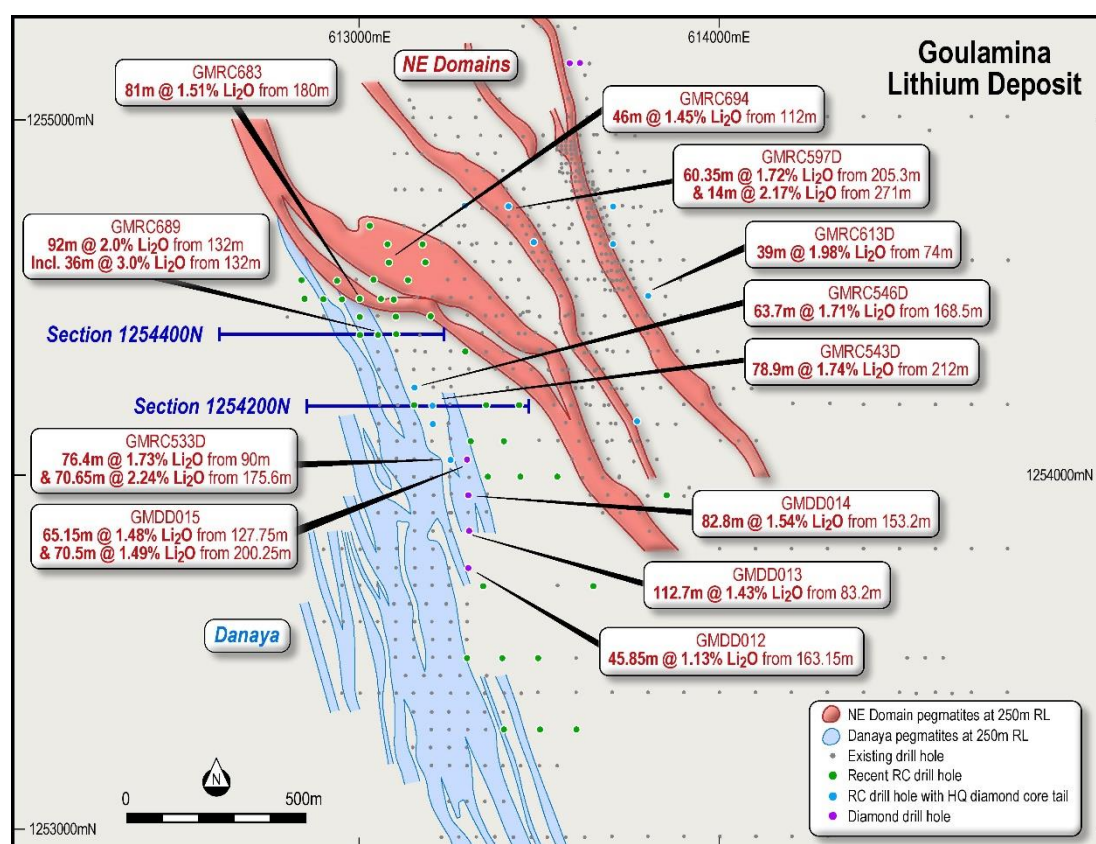 613000mE
614000mE
Goulamina
Lithium Deposit
NE Domains
GMRC683
81m @ 1.51% Li2O from 180m
GMRC694
46m @ 1.45% Li2O from 112m
1255000mN
GMRC597D
60.35m @ 1.72% Li2O from 205.3m
& 14m @ 2.17% Li2O from 271m
GMRC689
92m @ 2.0% Li2O from 132m
Incl. 36m @ 3.0% Li2O from 132m
GMRC613D
39m @ 1.98% Li2O from 74m
GMRC546D
63.7m @ 1.71% Li2O from 168.5m
Section 1254400N
GMRC543D
78.9m @ 1.74% Li2O from 212m
Section 1254200N
GMRC533D
76.4m @ 1.73% Li2O from 90m
& 70.65m @ 2.24% Li2O from 175.6m
1254000mN
GMDD014
82.8m @ 1.54% Li2O from 153.2m
GMDD015
65.15m @ 1.48% Li2O from 127.75m
& 70.5m @ 1.49% Li2O from 200.25m
GMDD013
112.7m @ 1.43% Li2O from 83.2m
Danaya
GMDD012
45.85m @ 1.13% Li2O from 163.15m
NE Domain pegmatites at 250m RL
Danaya pegmatites at 250m RL
Existing drill hole
Recent RC drill hole
RC drill hole with HQ diamond core tail
Diamond drill hole
N
0
500m
1253000mN